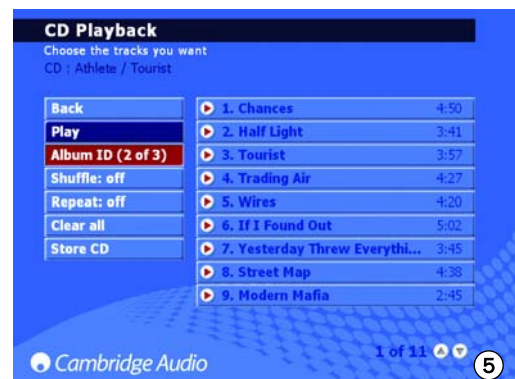 CD Playback
Choose the tracks you want
CD : Athlete / Tourist
Back
Play
Album ID (2 of 3)
Shuffle: off
Repeat: off
Clear all
Store CD
1. Chances 4:50
2. Half Light 3:41
3. Tourist 3:57
4. Trading Air 4:27
5. Wires 4:20
6. If I Found Out 5:02
7. Yesterday Threw Everythi... 3:45
8. Street Map 4:38
9. Modern Mafia 2:45
1 of 11
Cambridge Audio
5